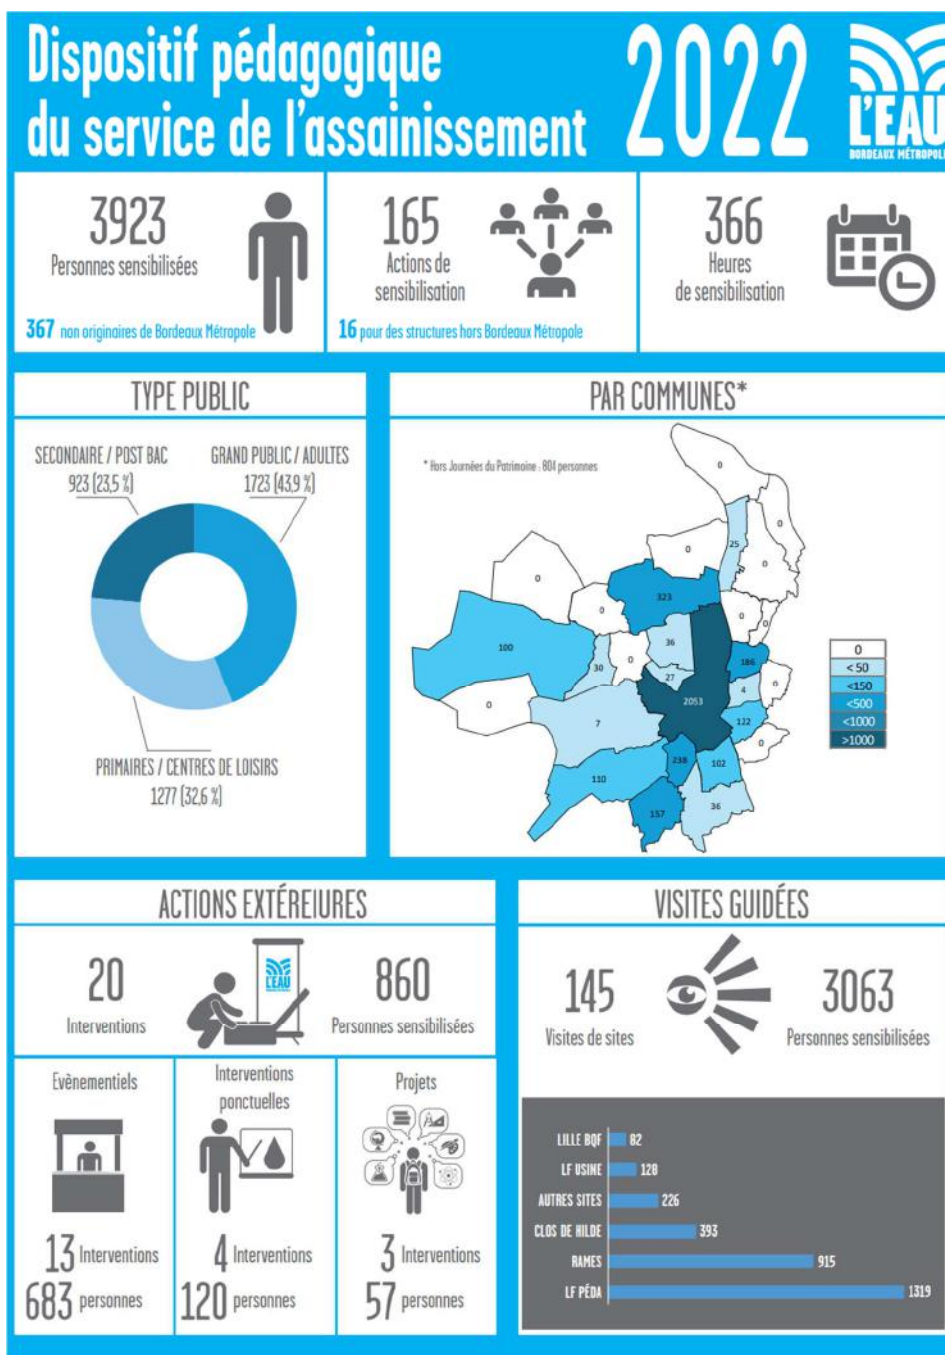 Dispositif pédagogique
du service de l'assainissement
2022
L'EAU
BORDEAUX MÉTROPOLE
3923
Personnes sensibilisées
367 non originaires de Bordeaux Métropole
165
Actions de
sensibilisation
16 pour des structures hors Bordeaux Métropole
366
Heures
de sensibilisation
TYPE PUBLIC
SECONDAIRE / POST BAC
923 (23,5 %)
GRAND PUBLIC / ADULTES
1723 (43,9 %)
PRIMAIRES / CENTRES DE LOISIRS
1277 (32,6 %)
PAR COMMUNES*
* Hors Journées du Patrimoine : 804 personnes
0
0
25
0
0
0
0
323
0
0
0
100
36
30
0
186
27
4
0
0
2053
7
122
0
238
102
110
36
157
0
< 50
<150
<500
<1000
>1000
ACTIONS EXTÉREIURES
20
Interventions
L'EAU
860
Personnes sensibilisées
Evènementiels
13 Interventions
683 personnes
Interventions
ponctuelles
4 Interventions
120 personnes
Projets
3 Interventions
57 personnes
VISITES GUIDÉES
145
Visites de sites
3063
Personnes sensibilisées
LILLE BQF 82
LF USINE 128
AUTRES SITES 226
CLOS DE HILDE 393
RAMES 915
LF PÉDA 1319